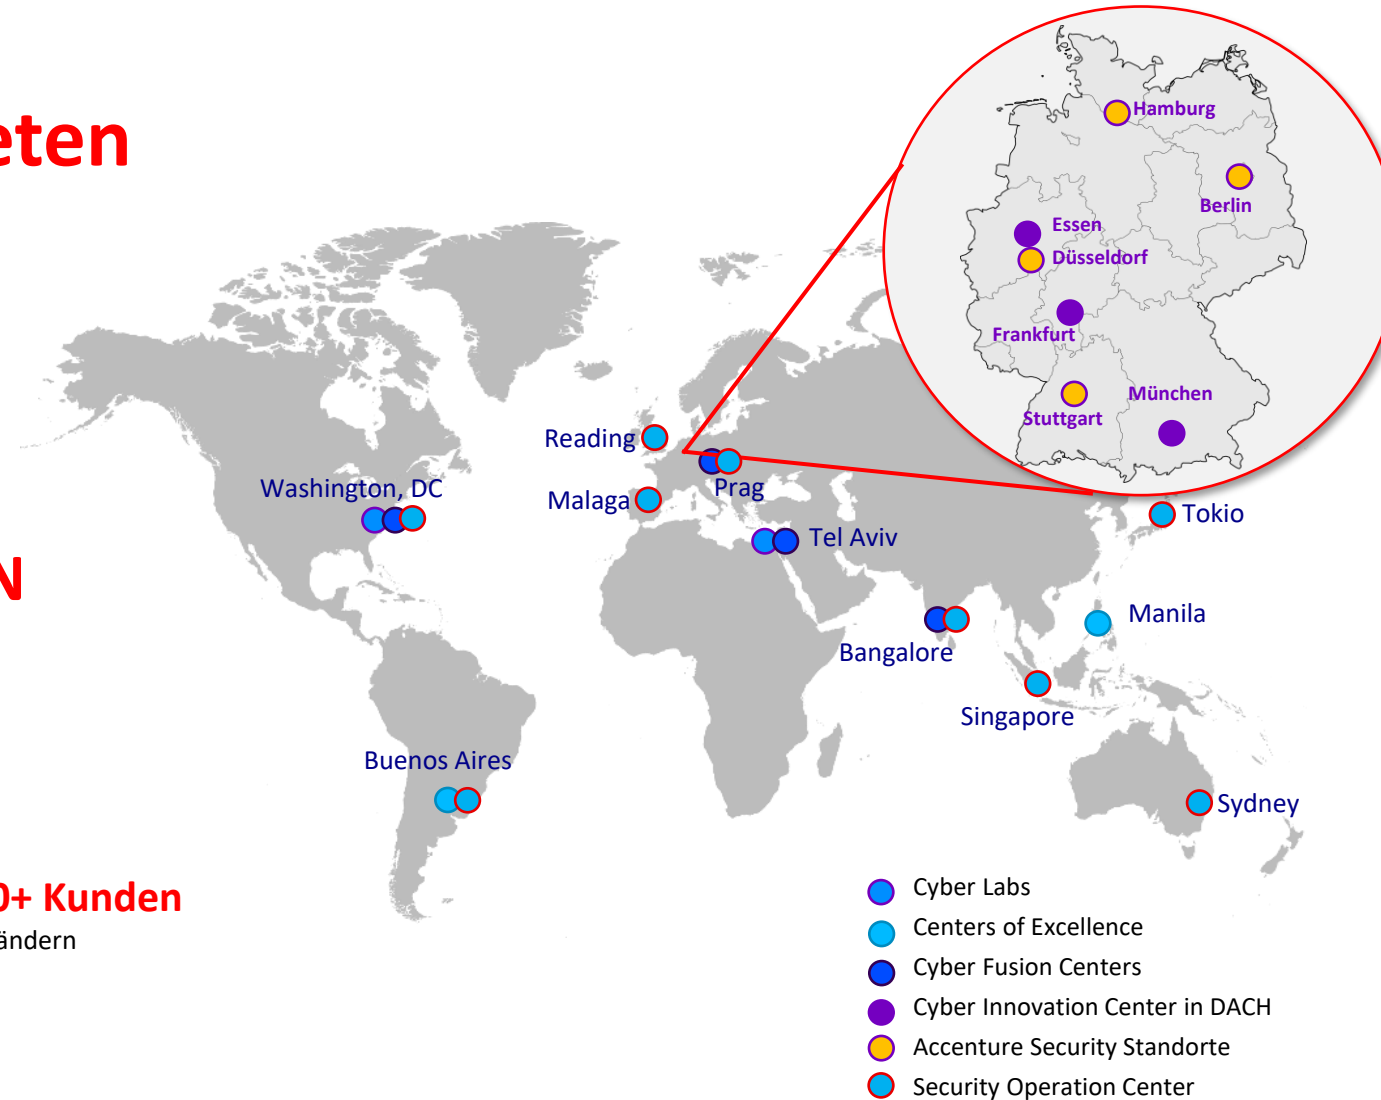 eten
N
0+ Kunden
ändern
Hamburg
Berlin
Essen
Düsseldorf
Frankfurt
München
Stuttgart
Reading
Washington, DC
Malaga
Prag
Tokio
Tel Aviv
Manila
Bangalore
Singapore
Buenos Aires
Sydney
Cyber Labs
Centers of Excellence
Cyber Fusion Centers
Cyber Innovation Center in DACH
Accenture Security Standorte
Security Operation Center